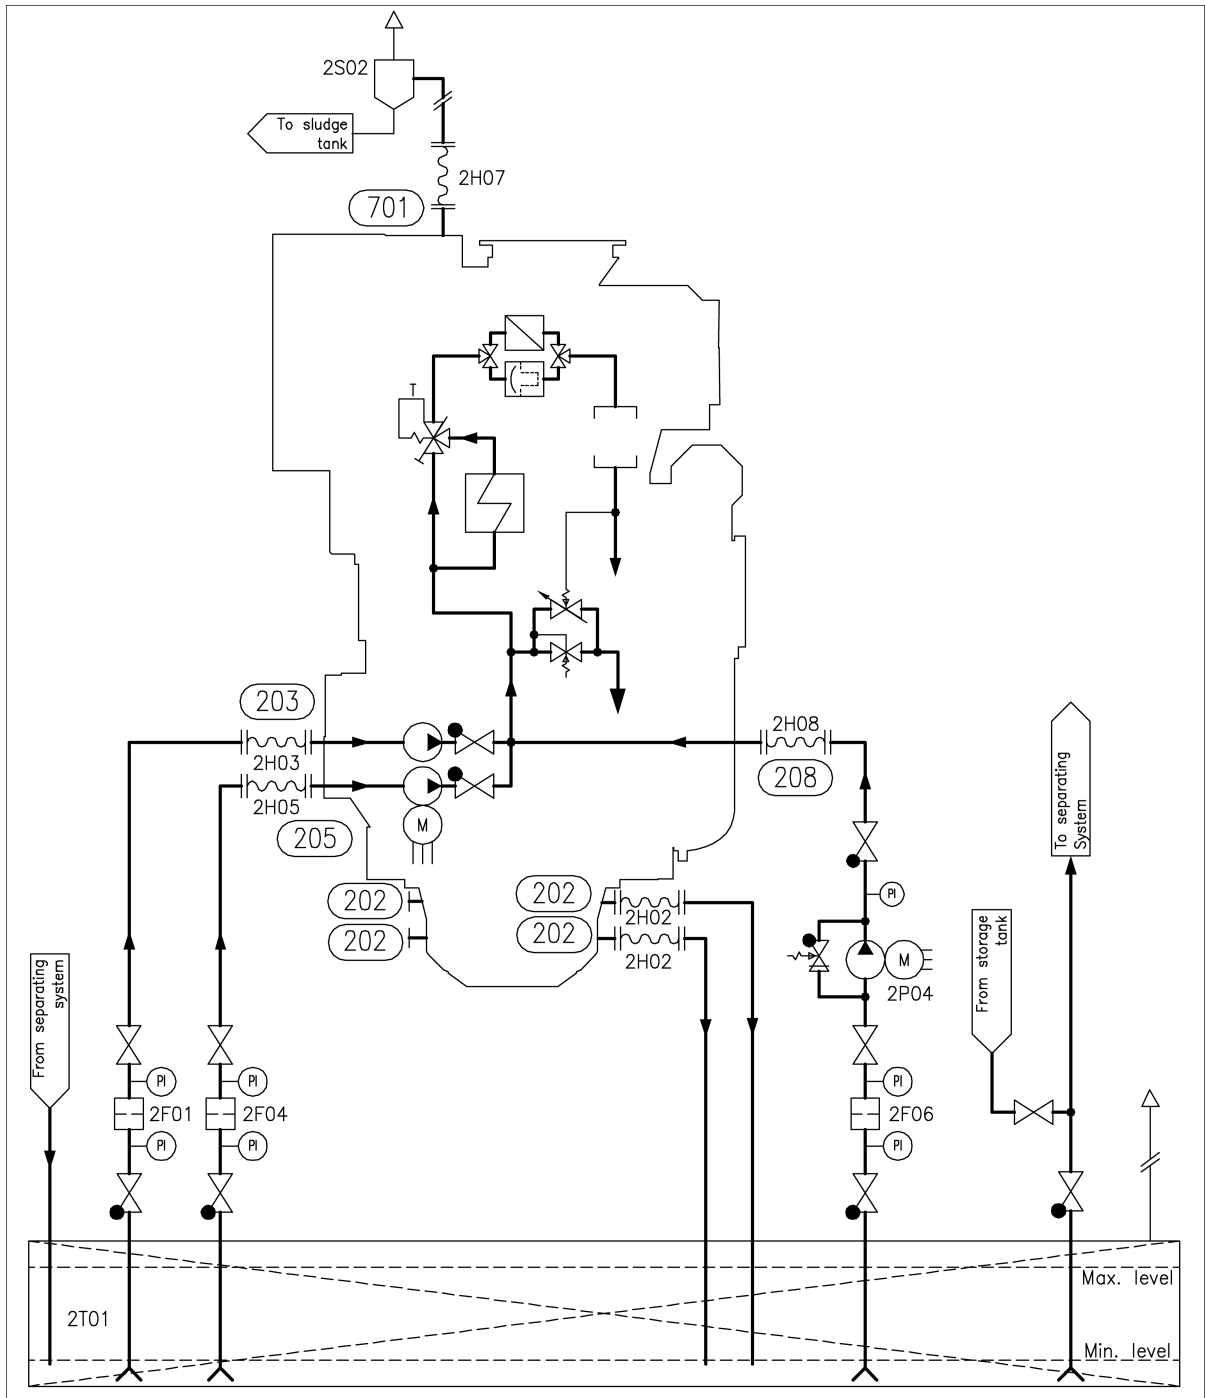 2S02
To sludge
tank
2H07
701
T
203
2H03
2H05
205
M
2H08
208
To separating
System
PI
202
202
202
2H02
202
2H02
M
2P04
From storage
tank
From separating
system
PI
2F01
PI
PI
2F04
PI
PI
2F06
PI
Max. level
2T01
Min. level